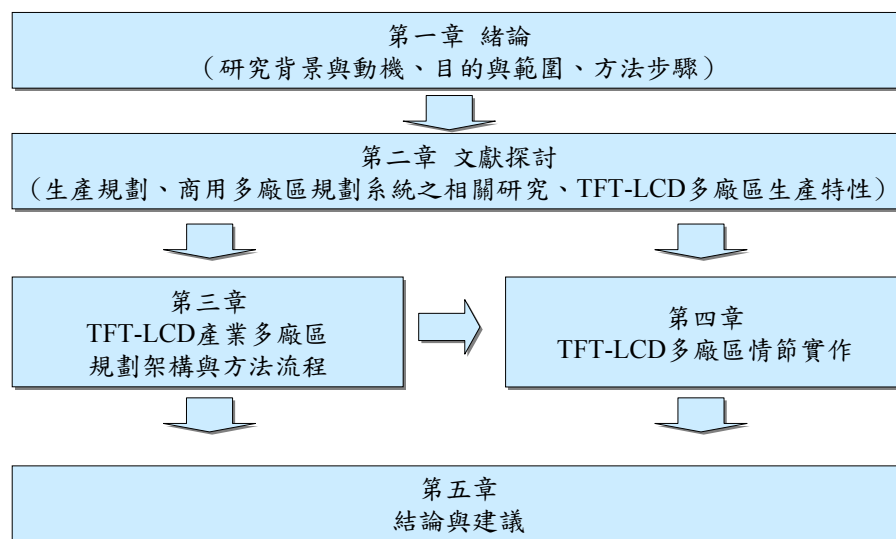 第一章 緒論
（研究背景與動機、目的與範圍、方法步驟）
第二章 文獻探討
（生產規劃、商用多廠區規劃系統之相關研究、TFT-LCD多廠區生產特性）
第三章
TFT-LCD產業多廠區
規劃架構與方法流程
第四章
TFT-LCD多廠區情節實作
第五章
結論與建議